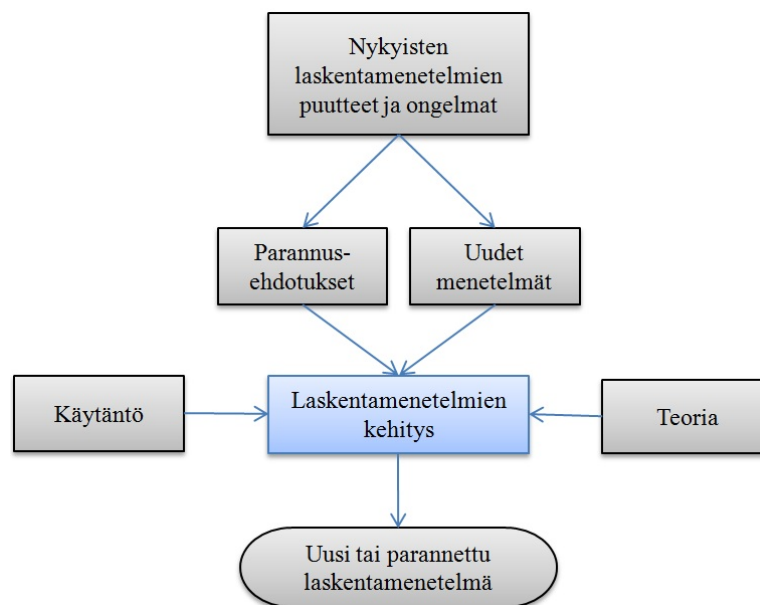 Nykyisten
laskentamenetelmien
puutteet ja ongelmat
Parannus-
ehdotukset
Uudet
menetelmät
Käytäntö
Laskentamenetelmien
kehitys
Teoria
Uusi tai parannettu
laskentamenetelmä